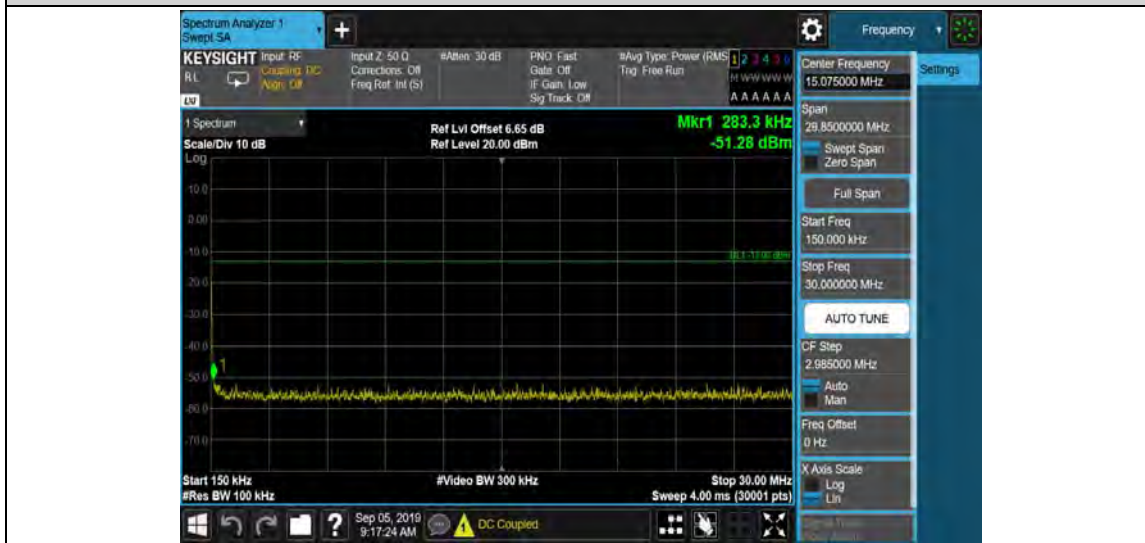 Spectrum Analyzer 1
Swept SA
+
Frequency
KEYSIGHT
RL
Input: RF
Coupling: DC
Align: Off
Input Z: 50 Ω
Corrections: Off
Freq Ref: Int (S)
#Atten: 30 dB
PNO: Fast
Gate: Off
IF Gain: Low
Sig Track: Off
#Avg Type: Power (RMS
Trig: Free Run
1 2 3 4 5 6
M W W W W W
A A A A A A
LVI
1 Spectrum
Scale/Div 10 dB
Log
Ref Lvl Offset 6.65 dB
Ref Level 20.00 dBm
Mkr1 283.3 kHz
-51.28 dBm
10.0
0.00
-10.0
-20.0
-30.0
-40.0
-50.0
-60.0
-70.0
DL1 -13.00 dBm
1
Start 150 kHz
#Res BW 100 kHz
#Video BW 300 kHz
Stop 30.00 MHz
Sweep 4.00 ms (30001 pts)
Center Frequency
15.075000 MHz
Settings
Span
29.8500000 MHz
Swept Span
Zero Span
Full Span
Start Freq
150.000 kHz
Stop Freq
30.000000 MHz
AUTO TUNE
CF Step
2.985000 MHz
Auto
Man
Freq Offset
0 Hz
X Axis Scale
Log
Lin
?
Sep 05, 2019
9:17:24 AM
DC Coupled